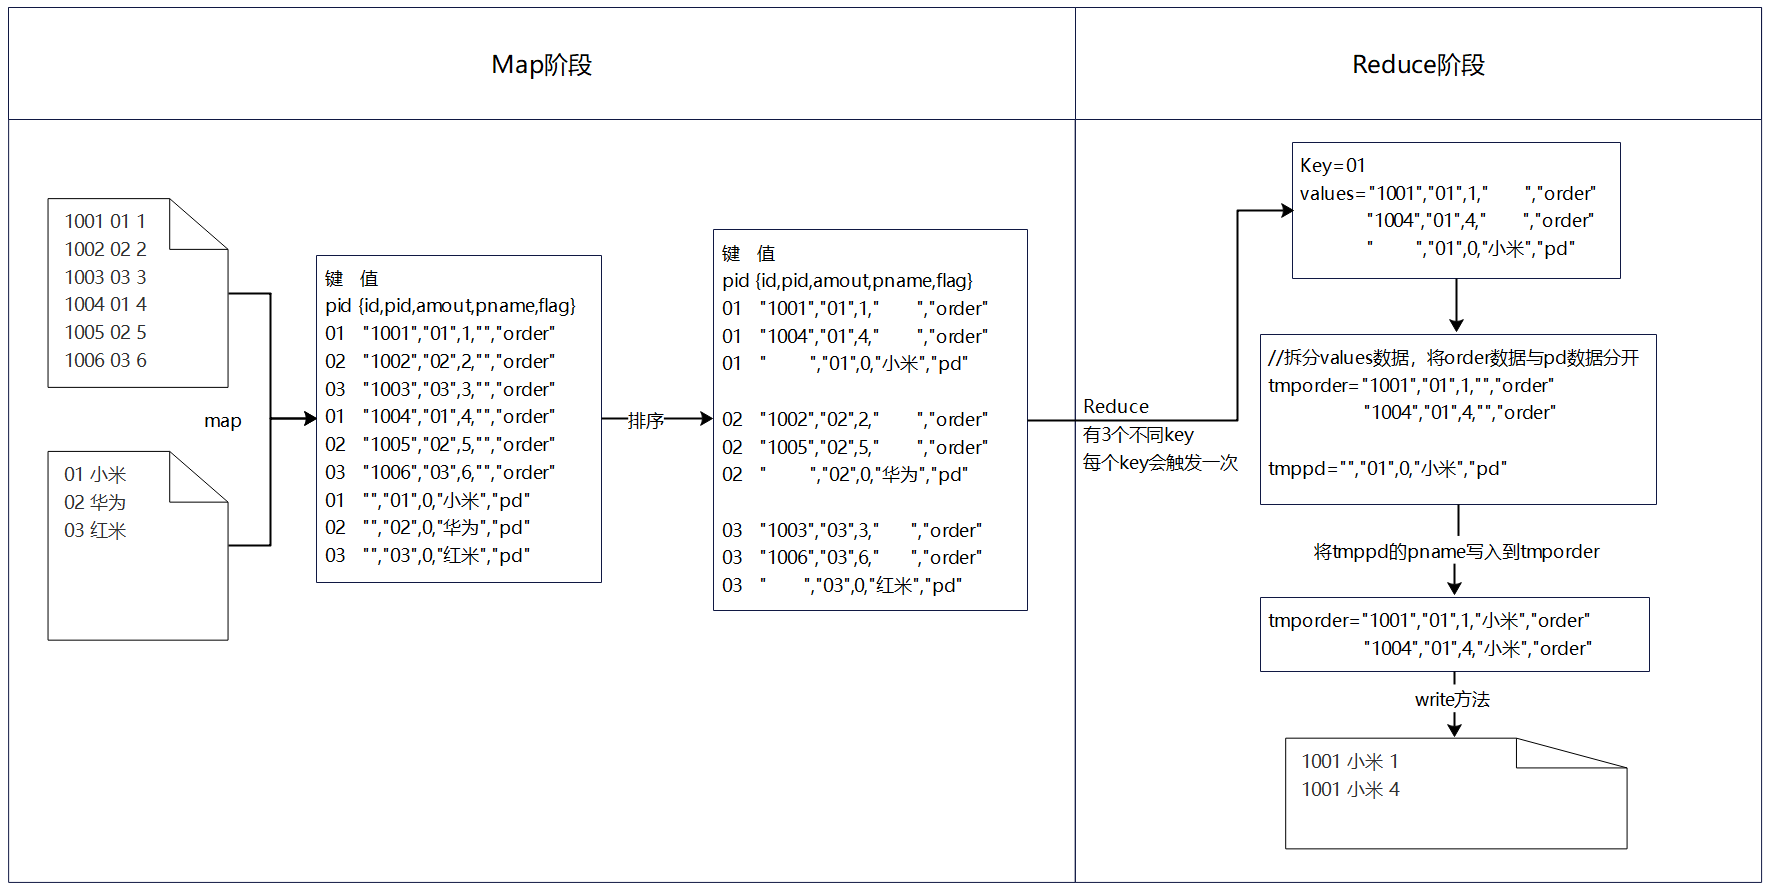 Map阶段
Reduce阶段
1001 01 1
1002 02 2
1003 03 3
1004 01 4
1005 02 5
1006 03 6
map
01 小米
02 华为
03 红米
键 值
pid {id,pid,amout,pname,flag}
01 "1001","01",1,"","order"
02 "1002","02",2,"","order"
03 "1003","03",3,"","order"
01 "1004","01",4,"","order"
02 "1005","02",5,"","order"
03 "1006","03",6,"","order"
01 "","01",0,"小米","pd"
02 "","02",0,"华为","pd"
03 "","03",0,"红米","pd"
排序
键 值
pid {id,pid,amout,pname,flag}
01 "1001","01",1," ","order"
01 "1004","01",4," ","order"
01 " ","01",0,"小米","pd"
02 "1002","02",2," ","order"
02 "1005","02",5," ","order"
02 " ","02",0,"华为","pd"
03 "1003","03",3," ","order"
03 "1006","03",6," ","order"
03 " ","03",0,"红米","pd"
Reduce
有3个不同key
每个key会触发一次
Key=01
values="1001","01",1," ","order"
"1004","01",4," ","order"
" ","01",0,"小米","pd"
//拆分values数据，将order数据与pd数据分开
tmporder="1001","01",1,"","order"
"1004","01",4,"","order"
tmppd="","01",0,"小米","pd"
将tmppd的pname写入到tmporder
tmporder="1001","01",1,"小米","order"
"1004","01",4,"小米","order"
write方法
1001 小米 1
1001 小米 4